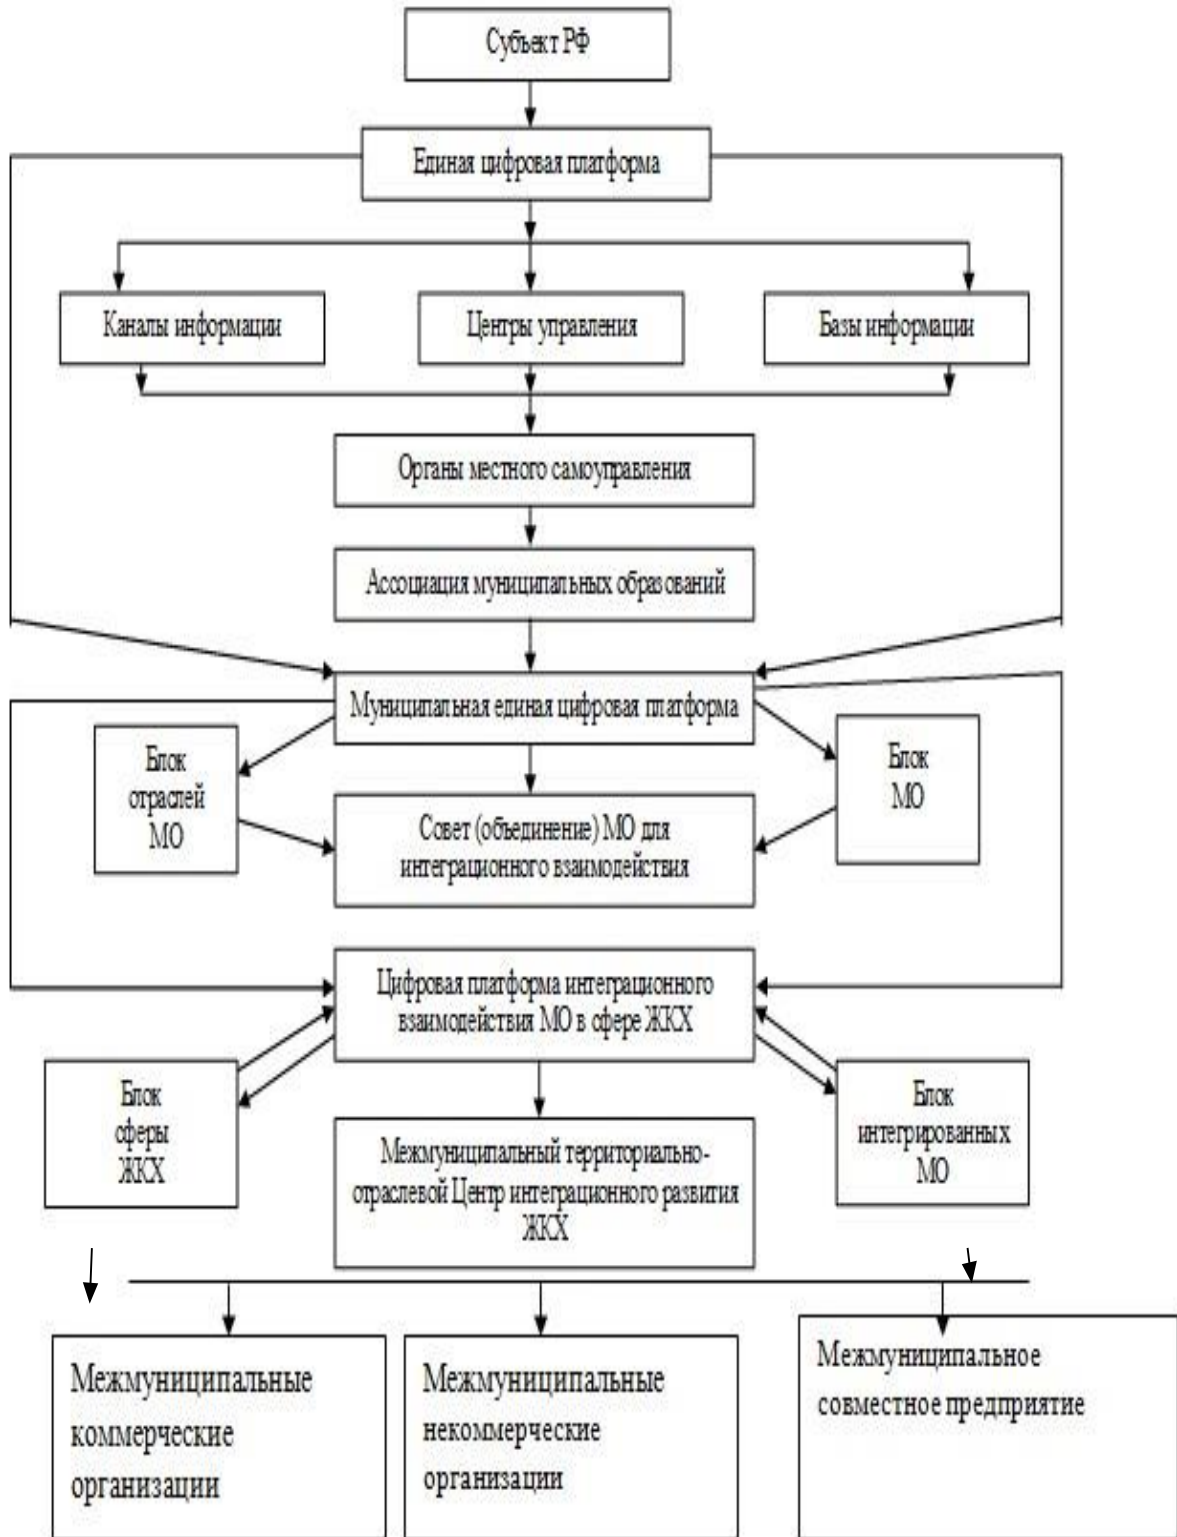 Субъект РФ
Единая цифровая платформа
Каналы информации
Центры управления
Базы информации
Органы местного самоуправления
Ассоциация муниципальных образований
Муниципальная единая цифровая платформа
Блок
отраслей
МО
Блок
МО
Совет (объединение) МО для
интеграционного взаимодействия
Цифровая платформа интеграционного
взаимодействия МО в сфере ЖКХ
Блок
сферы
ЖКХ
Блок
интегрированных
МО
Межмуниципальный территориально-
отраслевой Центр интеграционного развития
ЖКХ
Межмуниципальные
коммерческие
организации
Межмуниципальные
некоммерческие
организации
Межмуниципальное
совместное предприятие